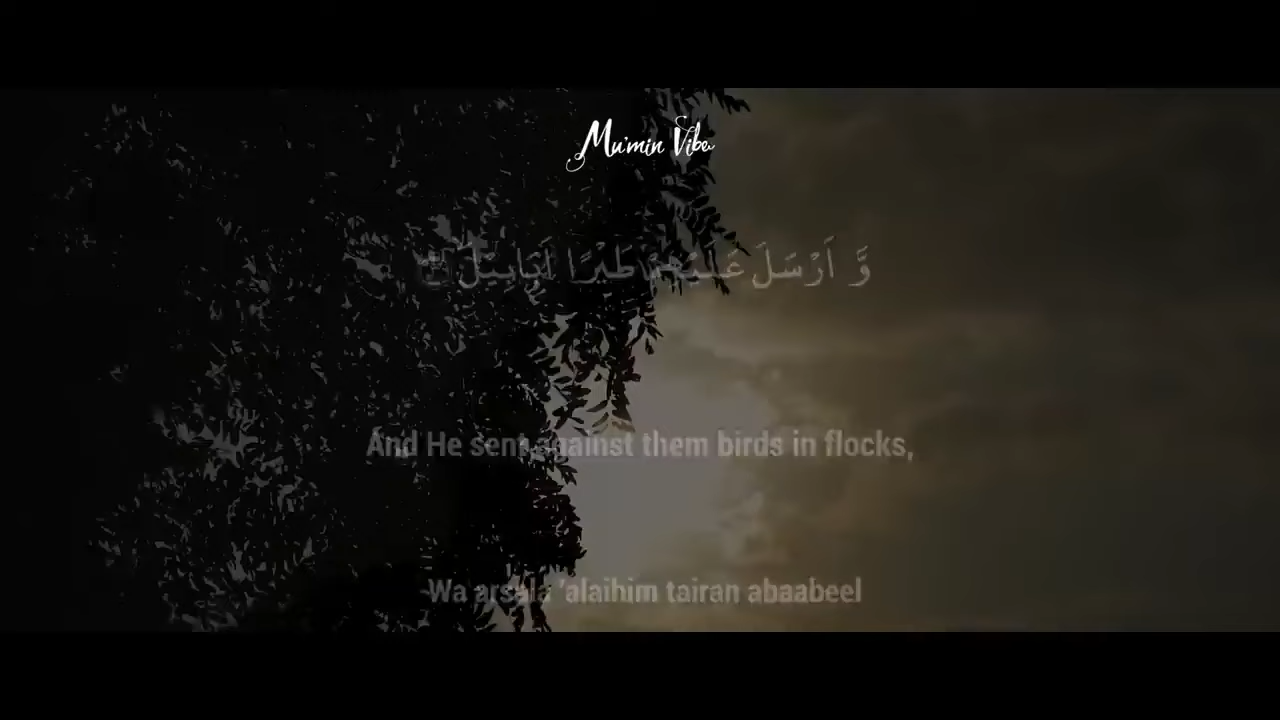 Mu'min Vibe
وَّ اَرْسَلَ عَلَيْهِمْ طَيْرًا اَبَابِيْلَ
And He sent against them birds in flocks,
Wa arsala 'alaihim tairan abaabeel